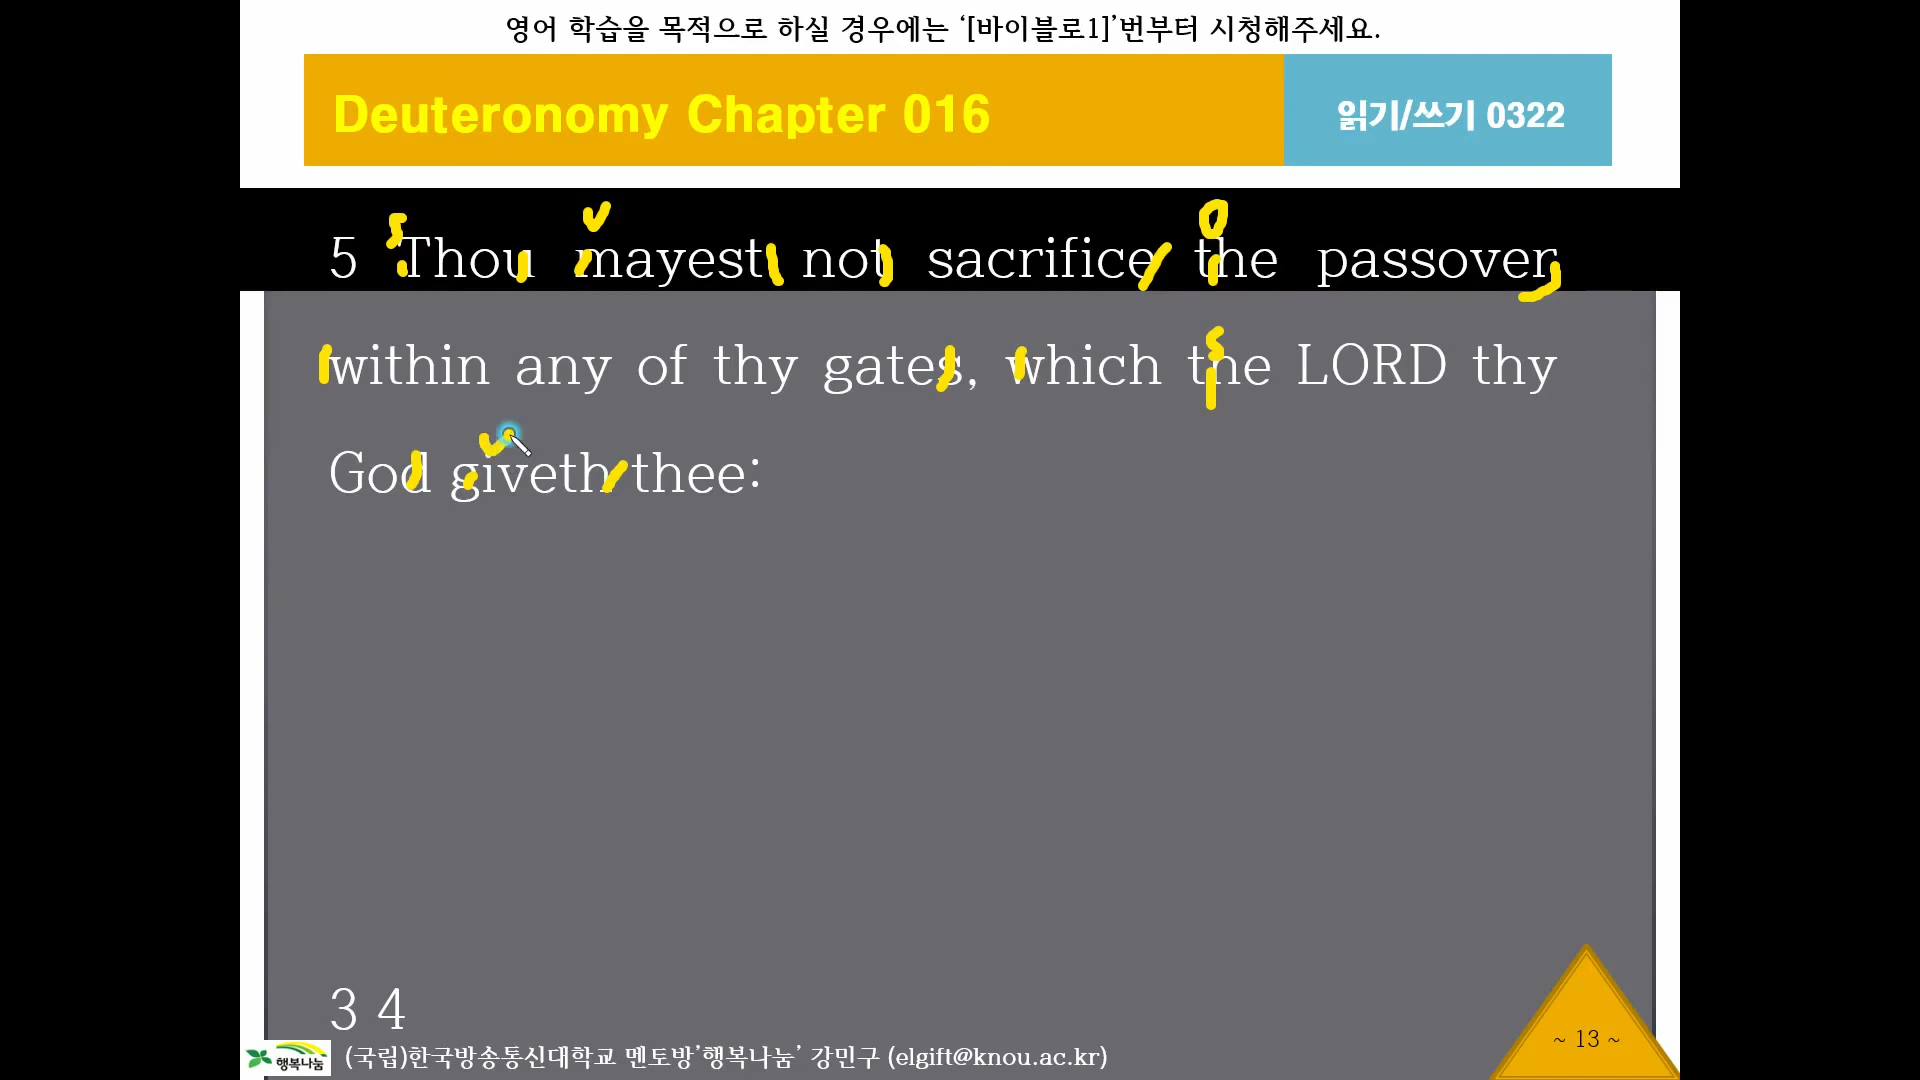 영어 학습을 목적으로 하실 경우에는 ‘[바이블로1]’번부터 시청해주세요.
Deuteronomy Chapter 016
읽기/쓰기 0322
s v o
5 Thou mayest not sacrifice the passover
within any of thy gates, which the LORD thy
s
God giveth thee:
v
3 4
~ 13 ~
행복나눔
(국립)한국방송통신대학교 멘토방’행복나눔’ 강민구 (elgift@knou.ac.kr)